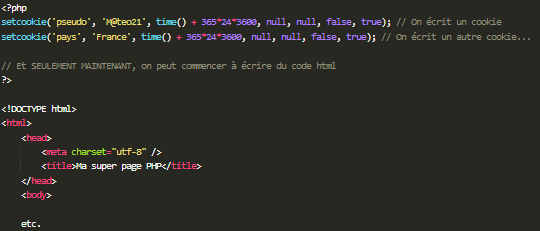 <?php
setcookie('pseudo', 'M@teo21', time() + 365*24*3600, null, null, false, true); // On écrit un cookie
setcookie('pays', 'France', time() + 365*24*3600, null, null, false, true); // On écrit un autre cookie...
// Et SEULEMENT MAINTENANT, on peut commencer à écrire du code html
?>
<!DOCTYPE html>
<html>
<head>
<meta charset="utf-8" />
<title>Ma super page PHP</title>
</head>
<body>
etc.